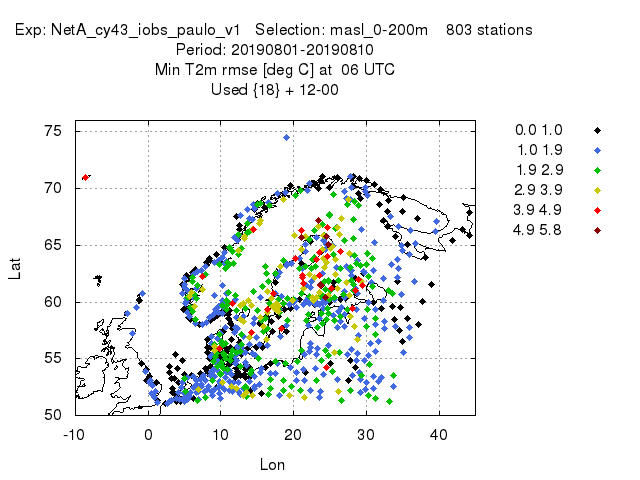 Exp: NetA_cy43_iobs_paulo_v1   Selection: masl_0-200m    803 stations
Period: 20190801-20190810
Min T2m rmse [deg C] at  06 UTC
Used {18} + 12-00
75
70
65
60
55
50
Lat
-10 0 10 20 30 40
Lon
0.0 1.0
1.0 1.9
1.9 2.9
2.9 3.9
3.9 4.9
4.9 5.8